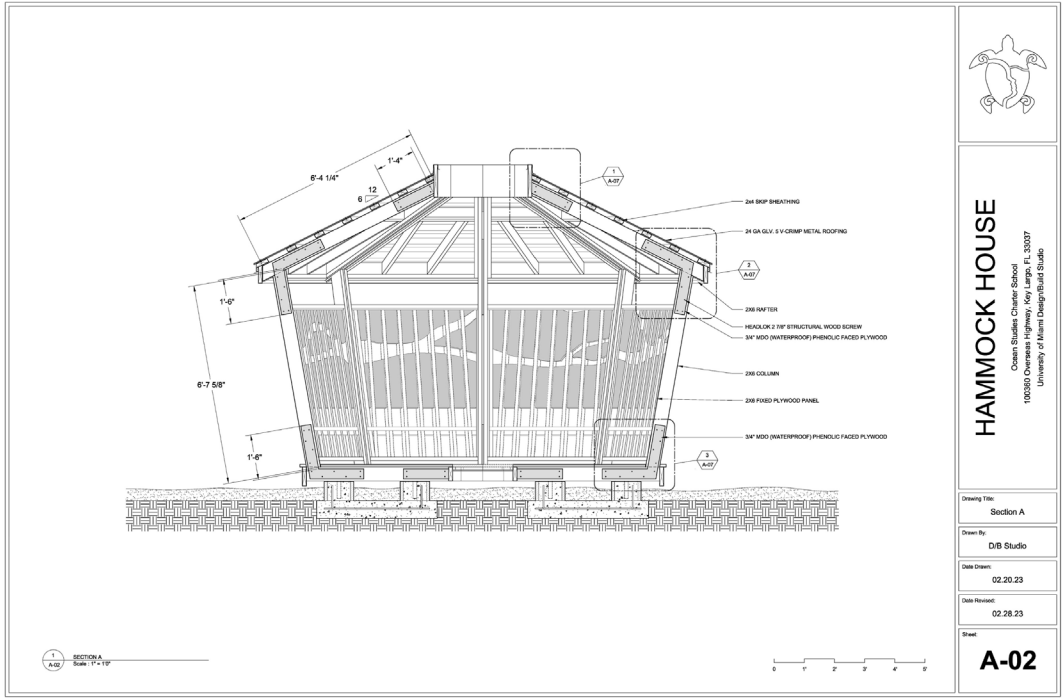 1'-4"
6'-4 1/4"
12
6
1
A-07
2x4 SKIP SHEATHING
24 GA GLV. 5 V-CRIMP METAL ROOFING
2
A-07
1'-6"
2X6 RAFTER
HEADLOK 2 7/8" STRUCTURAL WOOD SCREW
3/4" MDO (WATERPROOF) PHENOLIC FACED PLYWOOD
2X6 COLUMN
6'-7 5/8"
2X6 FIXED PLYWOOD PANEL
3/4" MDO (WATERPROOF) PHENOLIC FACED PLYWOOD
1'-6"
3
A-07
1
A-02
SECTION A
Scale : 1" = 1'0"
0 1' 2' 3' 4' 5'
HAMMOCK HOUSE
Ocean Studies Charter School
100360 Overseas Highway, Key Largo, FL 33037
University of Miami Design/Build Studio
Drawing Title:
Section A
Drawn By:
D/B Studio
Date Drawn:
02.20.23
Date Revised:
02.28.23
Sheet:
A-02